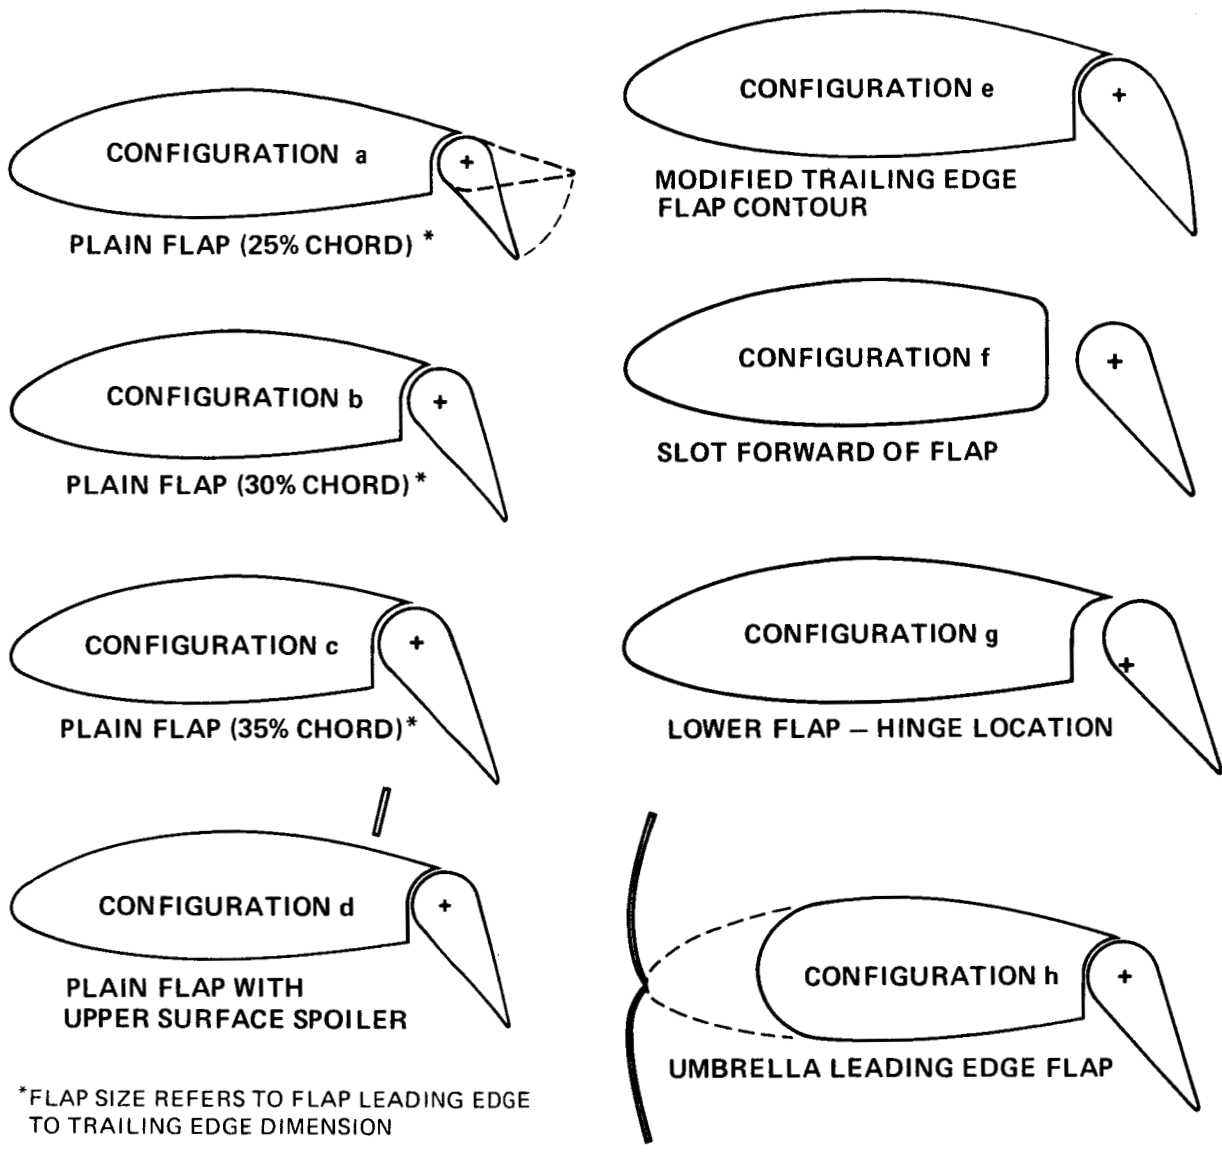 CONFIGURATION a
PLAIN FLAP (25% CHORD) *
CONFIGURATION b
PLAIN FLAP (30% CHORD) *
CONFIGURATION c
PLAIN FLAP (35% CHORD) *
CONFIGURATION d
PLAIN FLAP WITH
UPPER SURFACE SPOILER
*FLAP SIZE REFERS TO FLAP LEADING EDGE
TO TRAILING EDGE DIMENSION
CONFIGURATION e
MODIFIED TRAILING EDGE
FLAP CONTOUR
CONFIGURATION f
SLOT FORWARD OF FLAP
CONFIGURATION g
LOWER FLAP – HINGE LOCATION
CONFIGURATION h
UMBRELLA LEADING EDGE FLAP